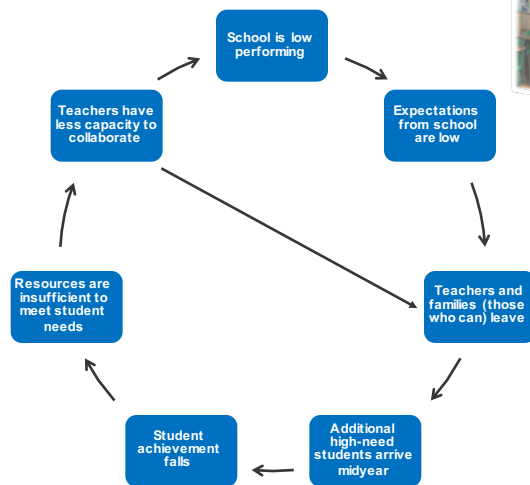 School is low
performing
Expectations
from school
are low
Teachers and
families (those
who can) leave
Additional
high-need
students arrive
midyear
Student
achievement
falls
Resources are
insufficient to
meet student
needs
Teachers have
less capacity to
collaborate